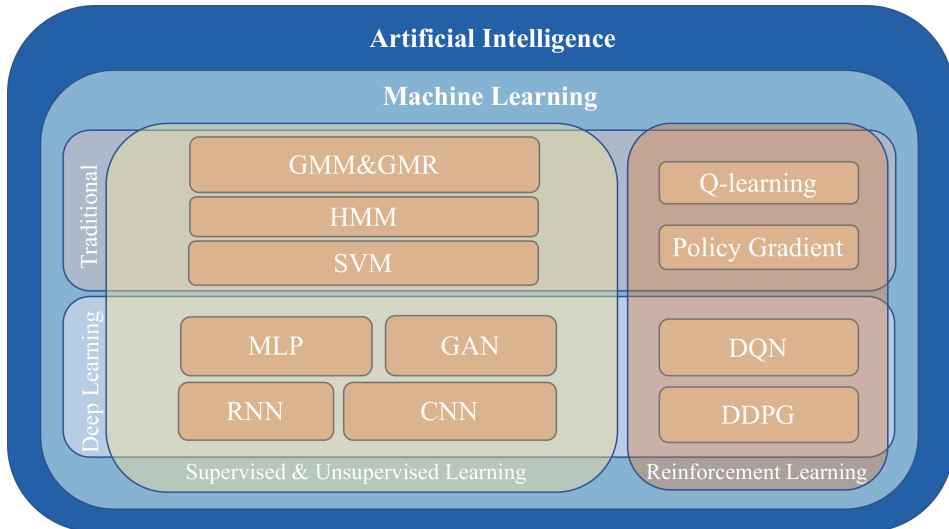 Artificial Intelligence
Machine Learning
Traditional
GMM&GMR
HMM
SVM
Q-learning
Policy Gradient
Deep Learning
MLP
GAN
RNN
CNN
DQN
DDPG
Supervised & Unsupervised Learning
Reinforcement Learning